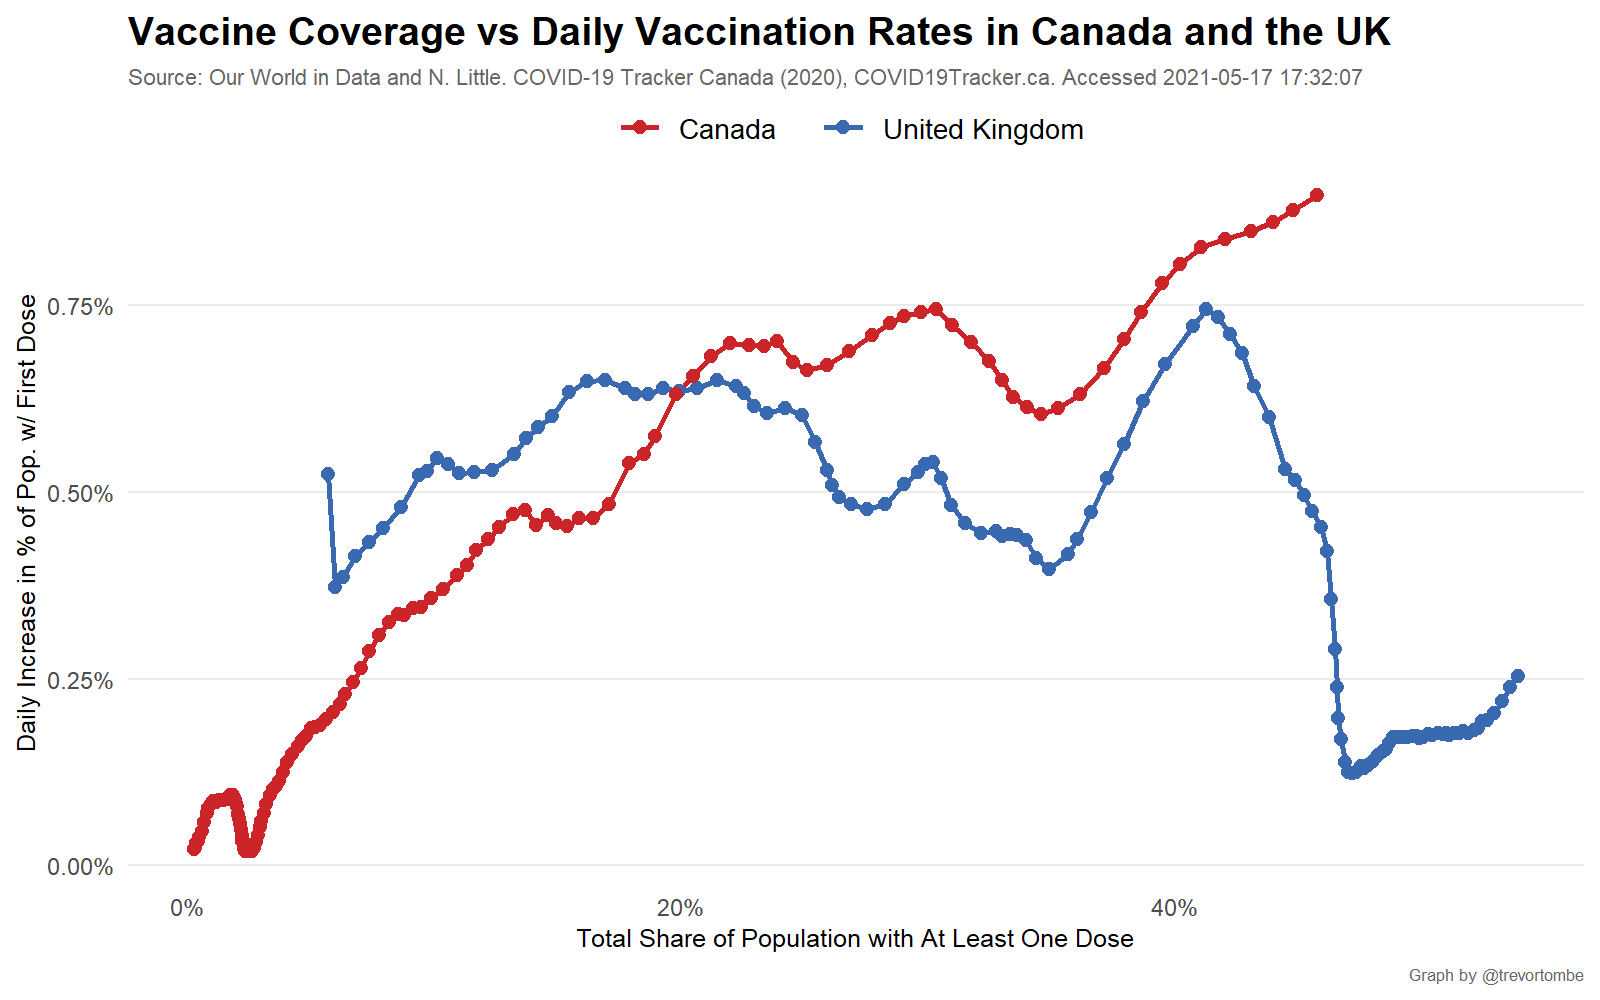 Vaccine Coverage vs Daily Vaccination Rates in Canada and the UK
Source: Our World in Data and N. Little. COVID-19 Tracker Canada (2020), COVID19Tracker.ca. Accessed 2021-05-17 17:32:07
Canada
United Kingdom
Daily Increase in % of Pop. w/ First Dose
0.75%
0.50%
0.25%
0.00%
0%
20%
40%
Total Share of Population with At Least One Dose
Graph by @trevortombe